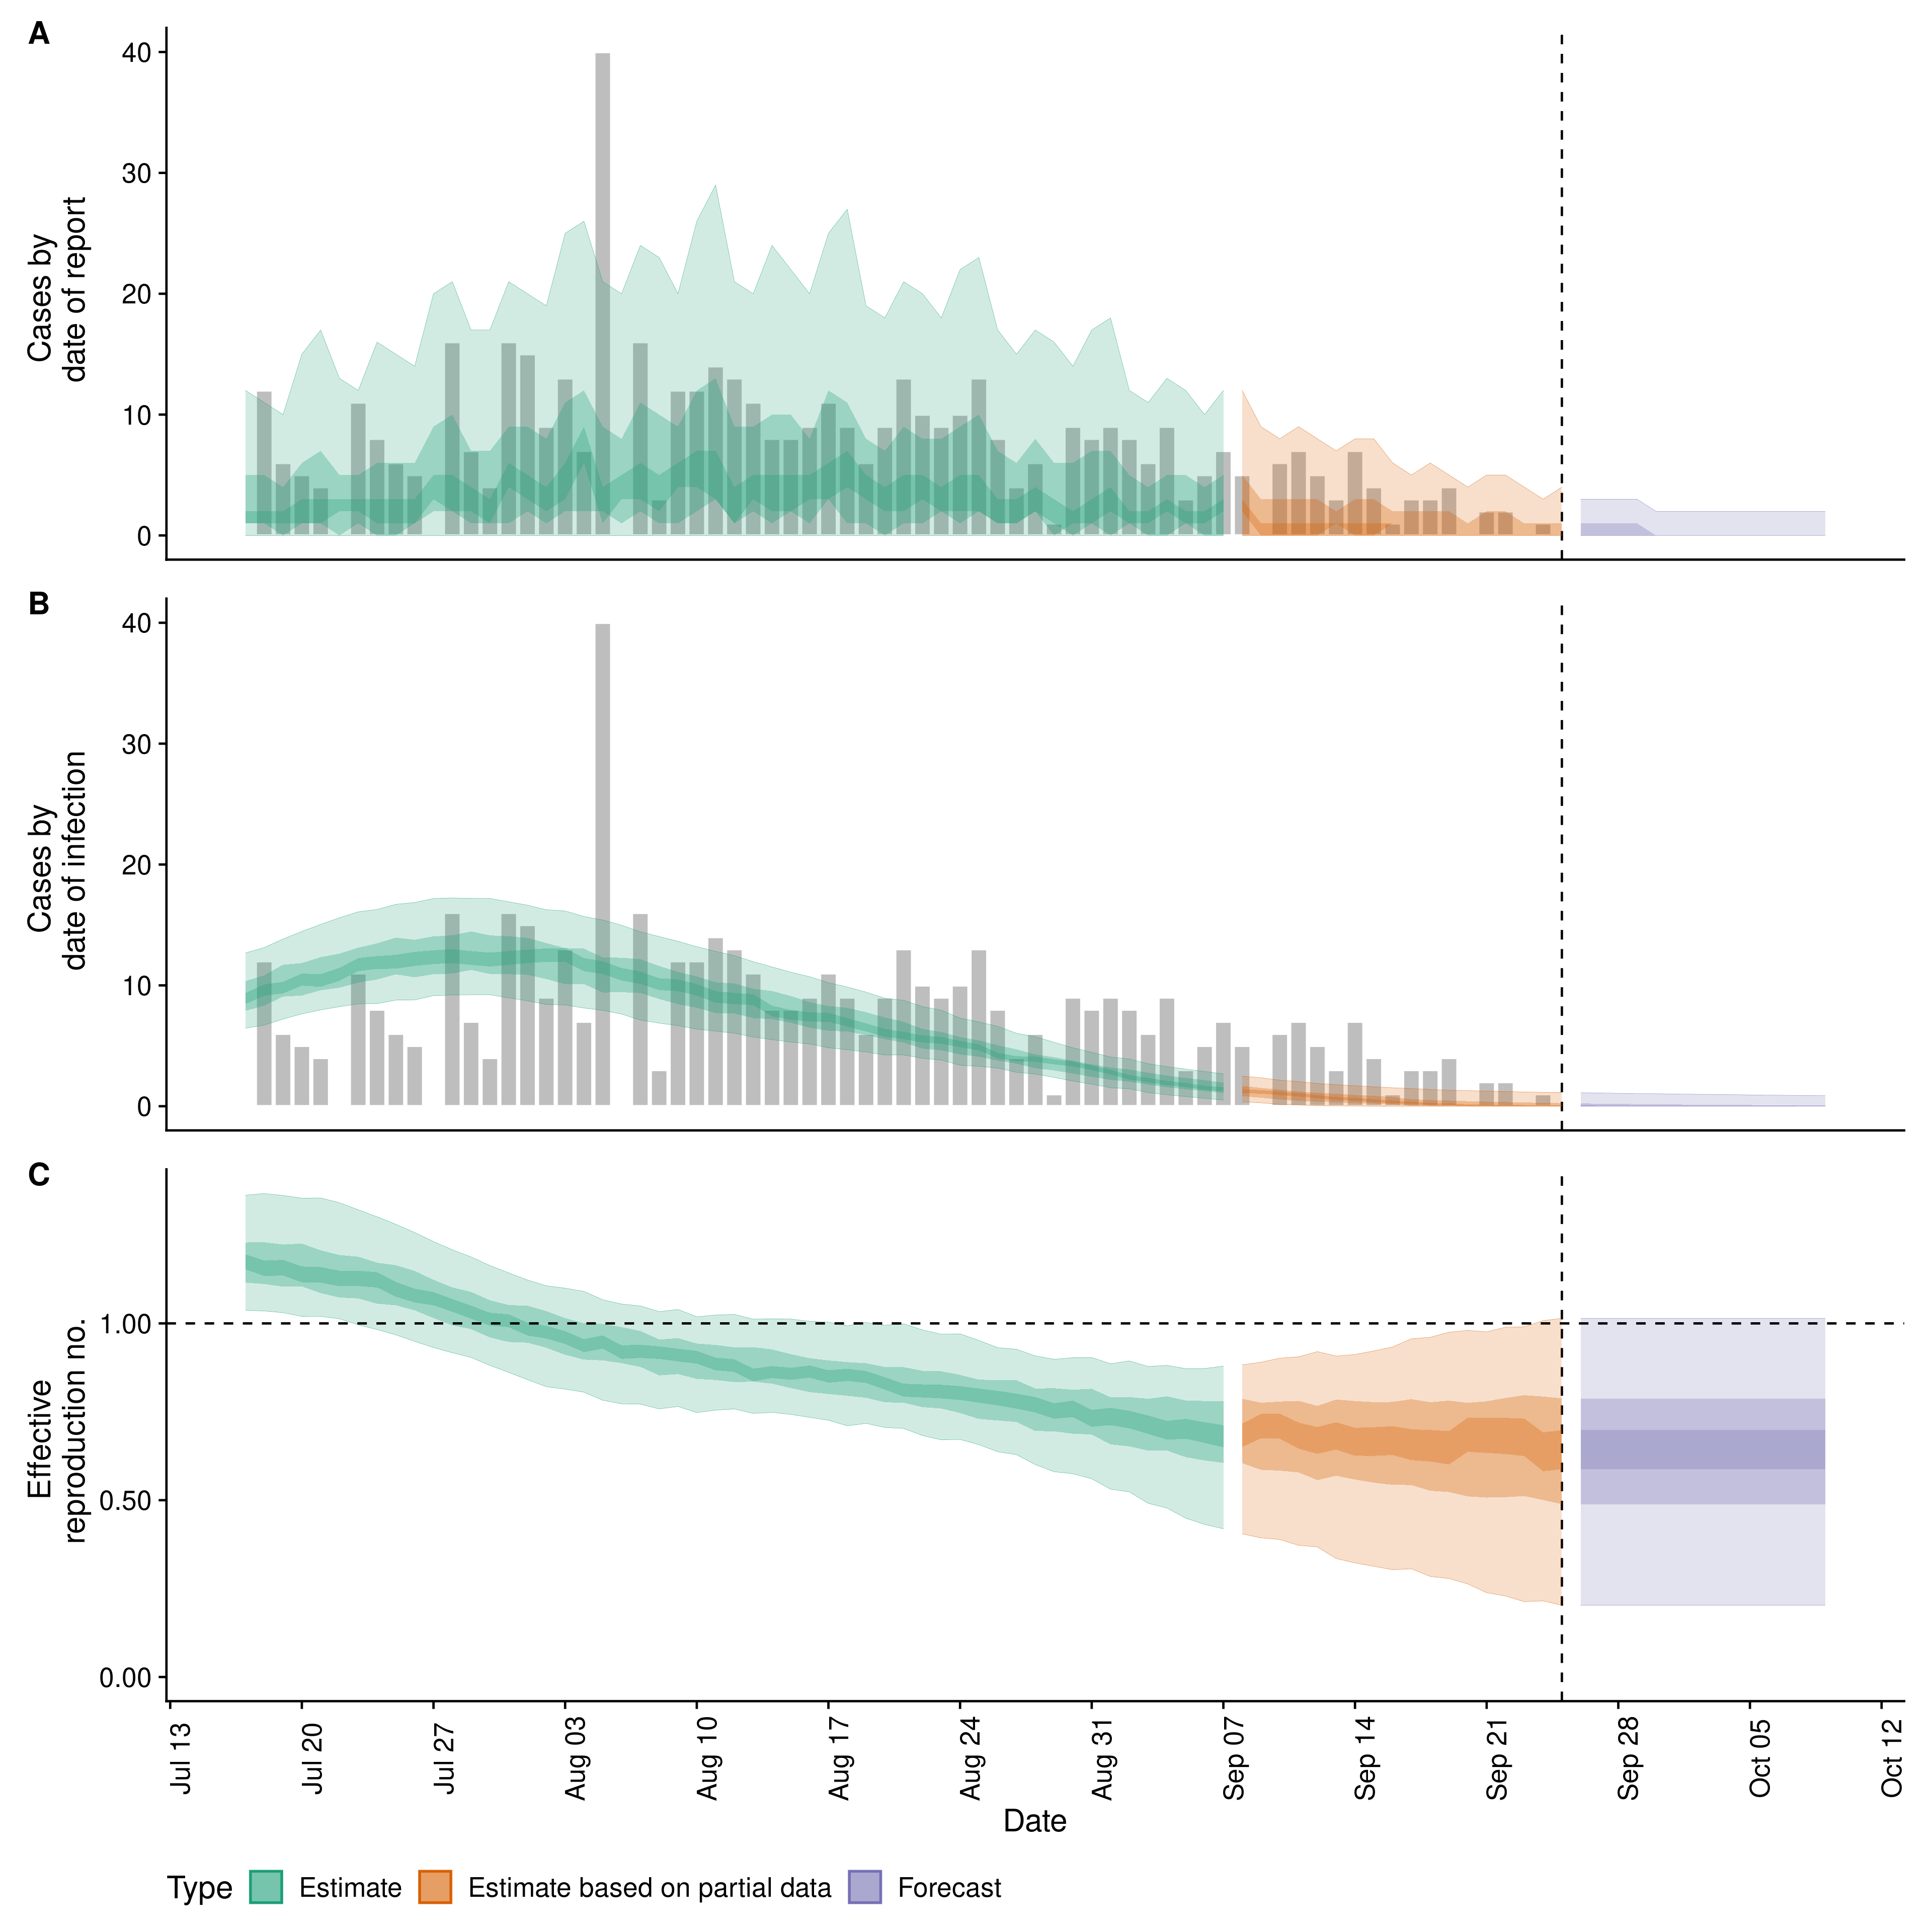 A
40
30
20
10
0
Cases by
date of report
B
40
30
20
10
0
Cases by
date of infection
C
1.00
0.50
0.00
Effective
reproduction no.
Jul 13
Jul 20
Jul 27
Aug 03
Aug 10
Aug 17
Aug 24
Aug 31
Sep 07
Sep 14
Sep 21
Sep 28
Oct 05
Oct 12
Date
Type Estimate Estimate based on partial data Forecast